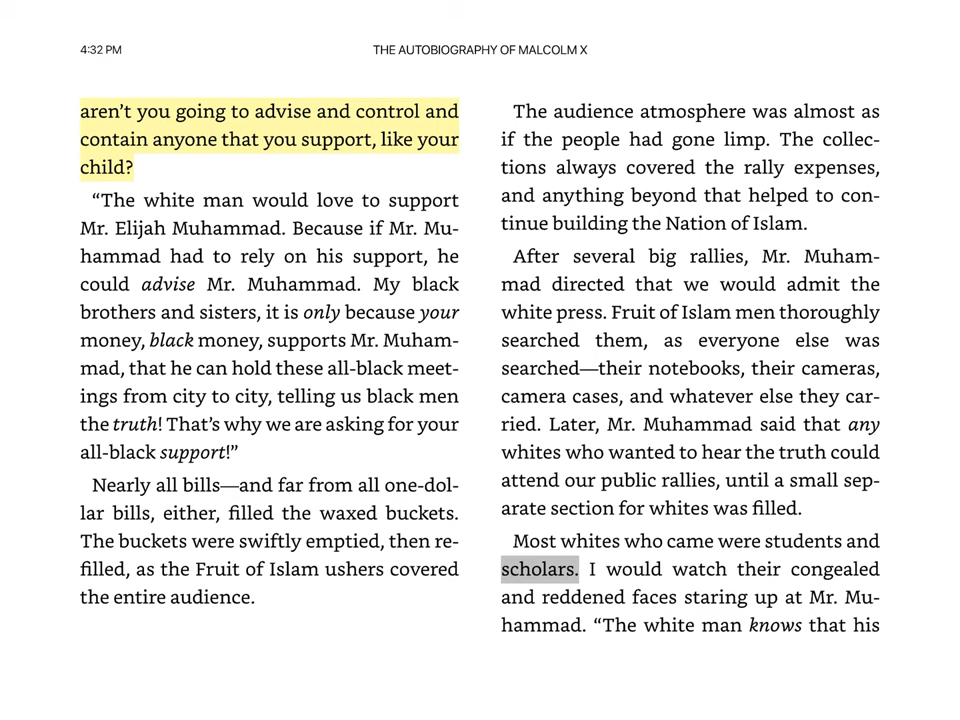 4:32 PM
THE AUTOBIOGRAPHY OF MALCOLM X
aren’t you going to advise and control and
contain anyone that you support, like your
child?
“The white man would love to support
Mr. Elijah Muhammad. Because if Mr. Mu-
hammad had to rely on his support, he
could advise Mr. Muhammad. My black
brothers and sisters, it is only because your
money, black money, supports Mr. Muham-
mad, that he can hold these all-black meet-
ings from city to city, telling us black men
the truth! That’s why we are asking for your
all-black support!”
Nearly all bills—and far from all one-dol-
lar bills, either, filled the waxed buckets.
The buckets were swiftly emptied, then re-
filled, as the Fruit of Islam ushers covered
the entire audience.
The audience atmosphere was almost as
if the people had gone limp. The collec-
tions always covered the rally expenses,
and anything beyond that helped to con-
tinue building the Nation of Islam.
After several big rallies, Mr. Muham-
mad directed that we would admit the
white press. Fruit of Islam men thoroughly
searched them, as everyone else was
searched—their notebooks, their cameras,
camera cases, and whatever else they car-
ried. Later, Mr. Muhammad said that any
whites who wanted to hear the truth could
attend our public rallies, until a small sep-
arate section for whites was filled.
Most whites who came were students and
scholars. I would watch their congealed
and reddened faces staring up at Mr. Mu-
hammad. “The white man knows that his